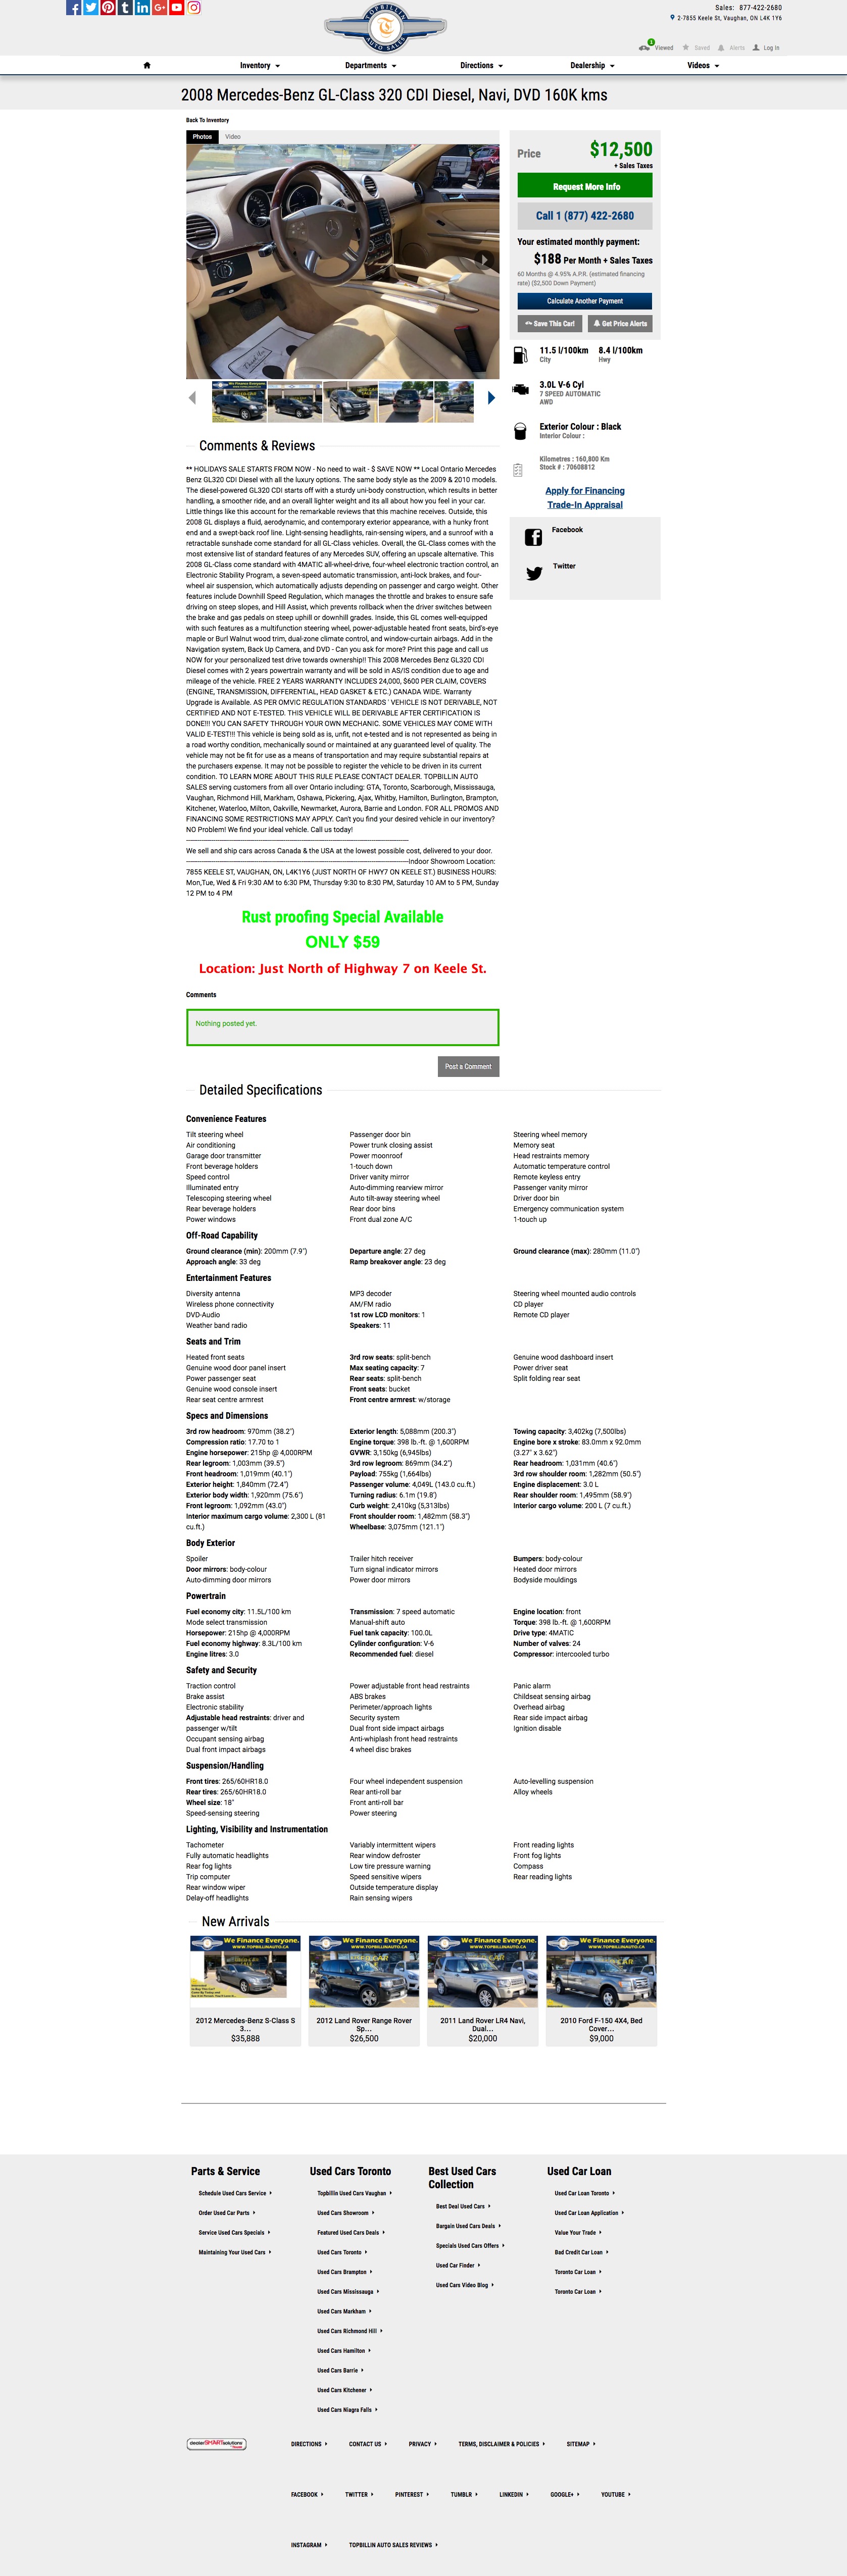 Sales: 877-422-2680
2-7855 Keele St, Vaughan, ON L4K 1Y6
TOPBILLIN
AUTO SALES
1
Viewed
Saved
Alerts
Log In
Inventory
Departments
Directions
Dealership
Videos
2008 Mercedes-Benz GL-Class 320 CDI Diesel, Navi, DVD 160K kms
Back To Inventory
Photos
Video
Price
$12,500
+ Sales Taxes
Request More Info
Call 1 (877) 422-2680
Your estimated monthly payment:
$188 Per Month + Sales Taxes
60 Months @ 4.95% A.P.R. (estimated financing
rate) ($2,500 Down Payment)
Calculate Another Payment
Save This Car!
Get Price Alerts
11.5 l/100km
City
8.4 l/100km
Hwy
3.0L V-6 Cyl
7 SPEED AUTOMATIC
AWD
Exterior Colour : Black
Interior Colour :
Kilometres : 160,800 Km
Stock # : 70608812
Apply for Financing
Trade-In Appraisal
Facebook
Twitter
Comments & Reviews
** HOLIDAYS SALE STARTS FROM NOW - No need to wait - $ SAVE NOW ** Local Ontario Mercedes
Benz GL320 CDI Diesel with all the luxury options. The same body style as the 2009 & 2010 models.
The diesel-powered GL320 CDI starts off with a sturdy uni-body construction, which results in better
handling, a smoother ride, and an overall lighter weight and its all about how you feel in your car.
Little things like this account for the remarkable reviews that this machine receives. Outside, this
2008 GL displays a fluid, aerodynamic, and contemporary exterior appearance, with a hunky front
end and a swept-back roof line. Light-sensing headlights, rain-sensing wipers, and a sunroof with a
retractable sunshade come standard for all GL-Class vehicles. Overall, the GL-Class comes with the
most extensive list of standard features of any Mercedes SUV, offering an upscale alternative. This
2008 GL-Class come standard with 4MATIC all-wheel-drive, four-wheel electronic traction control, an
Electronic Stability Program, a seven-speed automatic transmission, anti-lock brakes, and four-
wheel air suspension, which automatically adjusts depending on passenger and cargo weight. Other
features include Downhill Speed Regulation, which manages the throttle and brakes to ensure safe
driving on steep slopes, and Hill Assist, which prevents rollback when the driver switches between
the brake and gas pedals on steep uphill or downhill grades. Inside, this GL comes well-equipped
with such features as a multifunction steering wheel, power-adjustable heated front seats, bird's-eye
maple or Burl Walnut wood trim, dual-zone climate control, and window-curtain airbags. Add in the
Navigation system, Back Up Camera, and DVD - Can you ask for more? Print this page and call us
NOW for your personalized test drive towards ownership!! This 2008 Mercedes Benz GL320 CDI
Diesel comes with 2 years powertrain warranty and will be sold in AS/IS condition due to age and
mileage of the vehicle. FREE 2 YEARS WARRANTY INCLUDES 24,000, $600 PER CLAIM, COVERS
(ENGINE, TRANSMISSION, DIFFERENTIAL, HEAD GASKET & ETC.) CANADA WIDE. Warranty
Upgrade is Available. AS PER OMVIC REGULATION STANDARDS ' VEHICLE IS NOT DERIVABLE, NOT
CERTIFIED AND NOT E-TESTED. THIS VEHICLE WILL BE DERIVABLE AFTER CERTIFICATION IS
DONE!!! YOU CAN SAFETY THROUGH YOUR OWN MECHANIC. SOME VEHICLES MAY COME WITH
VALID E-TEST!!! This vehicle is being sold as is, unfit, not e-tested and is not represented as being in
a road worthy condition, mechanically sound or maintained at any guaranteed level of quality. The
vehicle may not be fit for use as a means of transportation and may require substantial repairs at
the purchasers expense. It may not be possible to register the vehicle to be driven in its current
condition. TO LEARN MORE ABOUT THIS RULE PLEASE CONTACT DEALER. TOPBILLIN AUTO
SALES serving customers from all over Ontario including: GTA, Toronto, Scarborough, Mississauga,
Vaughan, Richmond Hill, Markham, Oshawa, Pickering, Ajax, Whitby, Hamilton, Burlington, Brampton,
Kitchener, Waterloo, Milton, Oakville, Newmarket, Aurora, Barrie and London. FOR ALL PROMOS AND
FINANCING SOME RESTRICTIONS MAY APPLY. Can't you find your desired vehicle in our inventory?
NO Problem! We find your ideal vehicle. Call us today!
We sell and ship cars across Canada & the USA at the lowest possible cost, delivered to your door.
Indoor Showroom Location:
7855 KEELE ST, VAUGHAN, ON, L4K1Y6 (JUST NORTH OF HWY7 ON KEELE ST.) BUSINESS HOURS:
Mon,Tue, Wed & Fri 9:30 AM to 6:30 PM, Thursday 9:30 to 8:30 PM, Saturday 10 AM to 5 PM, Sunday
12 PM to 4 PM
Rust proofing Special Available
ONLY $59
Location: Just North of Highway 7 on Keele St.
Comments
Nothing posted yet.
Post a Comment
Detailed Specifications
Convenience Features
Tilt steering wheel
Passenger door bin
Steering wheel memory
Air conditioning
Power trunk closing assist
Memory seat
Garage door transmitter
Power moonroof
Head restraints memory
Front beverage holders
1-touch down
Automatic temperature control
Speed control
Driver vanity mirror
Remote keyless entry
Illuminated entry
Auto-dimming rearview mirror
Passenger vanity mirror
Telescoping steering wheel
Auto tilt-away steering wheel
Driver door bin
Rear beverage holders
Rear door bins
Emergency communication system
Power windows
Front dual zone A/C
1-touch up
Off-Road Capability
Ground clearance (min): 200mm (7.9")
Departure angle: 27 deg
Ground clearance (max): 280mm (11.0")
Approach angle: 33 deg
Ramp breakover angle: 23 deg
Entertainment Features
Diversity antenna
MP3 decoder
Steering wheel mounted audio controls
Wireless phone connectivity
AM/FM radio
CD player
DVD-Audio
1st row LCD monitors: 1
Remote CD player
Weather band radio
Speakers: 11
Seats and Trim
Heated front seats
3rd row seats: split-bench
Genuine wood dashboard insert
Genuine wood door panel insert
Max seating capacity: 7
Power driver seat
Power passenger seat
Rear seats: split-bench
Split folding rear seat
Genuine wood console insert
Front seats: bucket
Rear seat centre armrest
Front centre armrest: w/storage
Specs and Dimensions
3rd row headroom: 970mm (38.2")
Exterior length: 5,088mm (200.3")
Towing capacity: 3,402kg (7,500lbs)
Compression ratio: 17.70 to 1
Engine torque: 398 lb.-ft. @ 1,600RPM
Engine bore x stroke: 83.0mm x 92.0mm
Engine horsepower: 215hp @ 4,000RPM
GVWR: 3,150kg (6,945lbs)
(3.27" x 3.62")
Rear legroom: 1,003mm (39.5")
3rd row legroom: 869mm (34.2")
Rear headroom: 1,031mm (40.6")
Front headroom: 1,019mm (40.1")
Payload: 755kg (1,664lbs)
3rd row shoulder room: 1,282mm (50.5")
Exterior height: 1,840mm (72.4")
Passenger volume: 4,049L (143.0 cu.ft.)
Engine displacement: 3.0 L
Exterior body width: 1,920mm (75.6")
Turning radius: 6.1m (19.8')
Rear shoulder room: 1,495mm (58.9")
Front legroom: 1,092mm (43.0")
Curb weight: 2,410kg (5,313lbs)
Interior cargo volume: 200 L (7 cu.ft.)
Interior maximum cargo volume: 2,300 L (81
cu.ft.)
Front shoulder room: 1,482mm (58.3")
Wheelbase: 3,075mm (121.1")
Body Exterior
Spoiler
Trailer hitch receiver
Bumpers: body-colour
Door mirrors: body-colour
Turn signal indicator mirrors
Heated door mirrors
Auto-dimming door mirrors
Power door mirrors
Bodyside mouldings
Powertrain
Fuel economy city: 11.5L/100 km
Transmission: 7 speed automatic
Engine location: front
Mode select transmission
Manual-shift auto
Torque: 398 lb.-ft. @ 1,600RPM
Horsepower: 215hp @ 4,000RPM
Fuel tank capacity: 100.0L
Drive type: 4MATIC
Fuel economy highway: 8.3L/100 km
Cylinder configuration: V-6
Number of valves: 24
Engine litres: 3.0
Recommended fuel: diesel
Compressor: intercooled turbo
Safety and Security
Traction control
Power adjustable front head restraints
Panic alarm
Brake assist
ABS brakes
Childseat sensing airbag
Electronic stability
Perimeter/approach lights
Overhead airbag
Adjustable head restraints: driver and
passenger w/tilt
Security system
Rear side impact airbag
Dual front side impact airbags
Ignition disable
Occupant sensing airbag
Anti-whiplash front head restraints
Dual front impact airbags
4 wheel disc brakes
Suspension/Handling
Front tires: 265/60HR18.0
Four wheel independent suspension
Auto-levelling suspension
Rear tires: 265/60HR18.0
Rear anti-roll bar
Alloy wheels
Wheel size: 18"
Front anti-roll bar
Speed-sensing steering
Power steering
Lighting, Visibility and Instrumentation
Tachometer
Variably intermittent wipers
Front reading lights
Fully automatic headlights
Rear window defroster
Front fog lights
Rear fog lights
Low tire pressure warning
Compass
Trip computer
Speed sensitive wipers
Rear reading lights
Rear window wiper
Outside temperature display
Delay-off headlights
Rain sensing wipers
New Arrivals
We Finance Everyone.
WWW.TOPBILLINAUTO.CA
We Finance Everyone.
WWW.TOPBILLINAUTO.CA
We Finance Everyone.
WWW.TOPBILLINAUTO.CA
We Finance Everyone.
WWW.TOPBILLINAUTO.CA
2012 Mercedes-Benz S-Class S
3...
$35,888
2012 Land Rover Range Rover
Sp...
$26,500
2011 Land Rover LR4 Navi,
Dual...
$20,000
2010 Ford F-150 4X4, Bed
Cover...
$9,000
Parts & Service
Schedule Used Cars Service
Order Used Car Parts
Service Used Cars Specials
Maintaining Your Used Cars
Used Cars Toronto
Topbillin Used Cars Vaughan
Used Cars Showroom
Featured Used Cars Deals
Used Cars Toronto
Used Cars Brampton
Used Cars Mississauga
Used Cars Markham
Used Cars Richmond Hill
Used Cars Hamilton
Used Cars Barrie
Used Cars Kitchener
Used Cars Niagra Falls
Best Used Cars
Collection
Best Deal Used Cars
Bargain Used Cars Deals
Specials Used Cars Offers
Used Car Finder
Used Cars Video Blog
Used Car Loan
Used Car Loan Toronto
Used Car Loan Application
Value Your Trade
Bad Credit Car Loan
Toronto Car Loan
Toronto Car Loan
dealerSMARTsolutions
DIRECTIONS
CONTACT US
PRIVACY
TERMS, DISCLAIMER & POLICIES
SITEMAP
FACEBOOK
TWITTER
PINTEREST
TUMBLR
LINKEDIN
GOOGLE+
YOUTUBE
INSTAGRAM
TOPBILLIN AUTO SALES REVIEWS